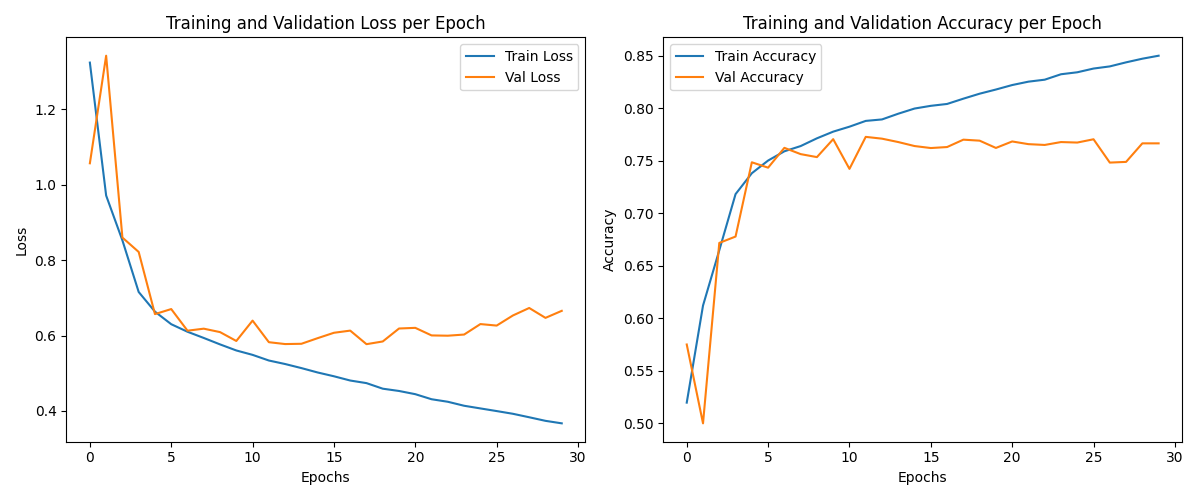 Training and Validation Loss per Epoch
Train Loss
Val Loss
1.2
1.0
0.8
0.6
0.4
Loss
0 5 10 15 20 25 30
Epochs
Training and Validation Accuracy per Epoch
Train Accuracy
Val Accuracy
0.85
0.80
0.75
0.70
0.65
0.60
0.55
0.50
Accuracy
0 5 10 15 20 25 30
Epochs